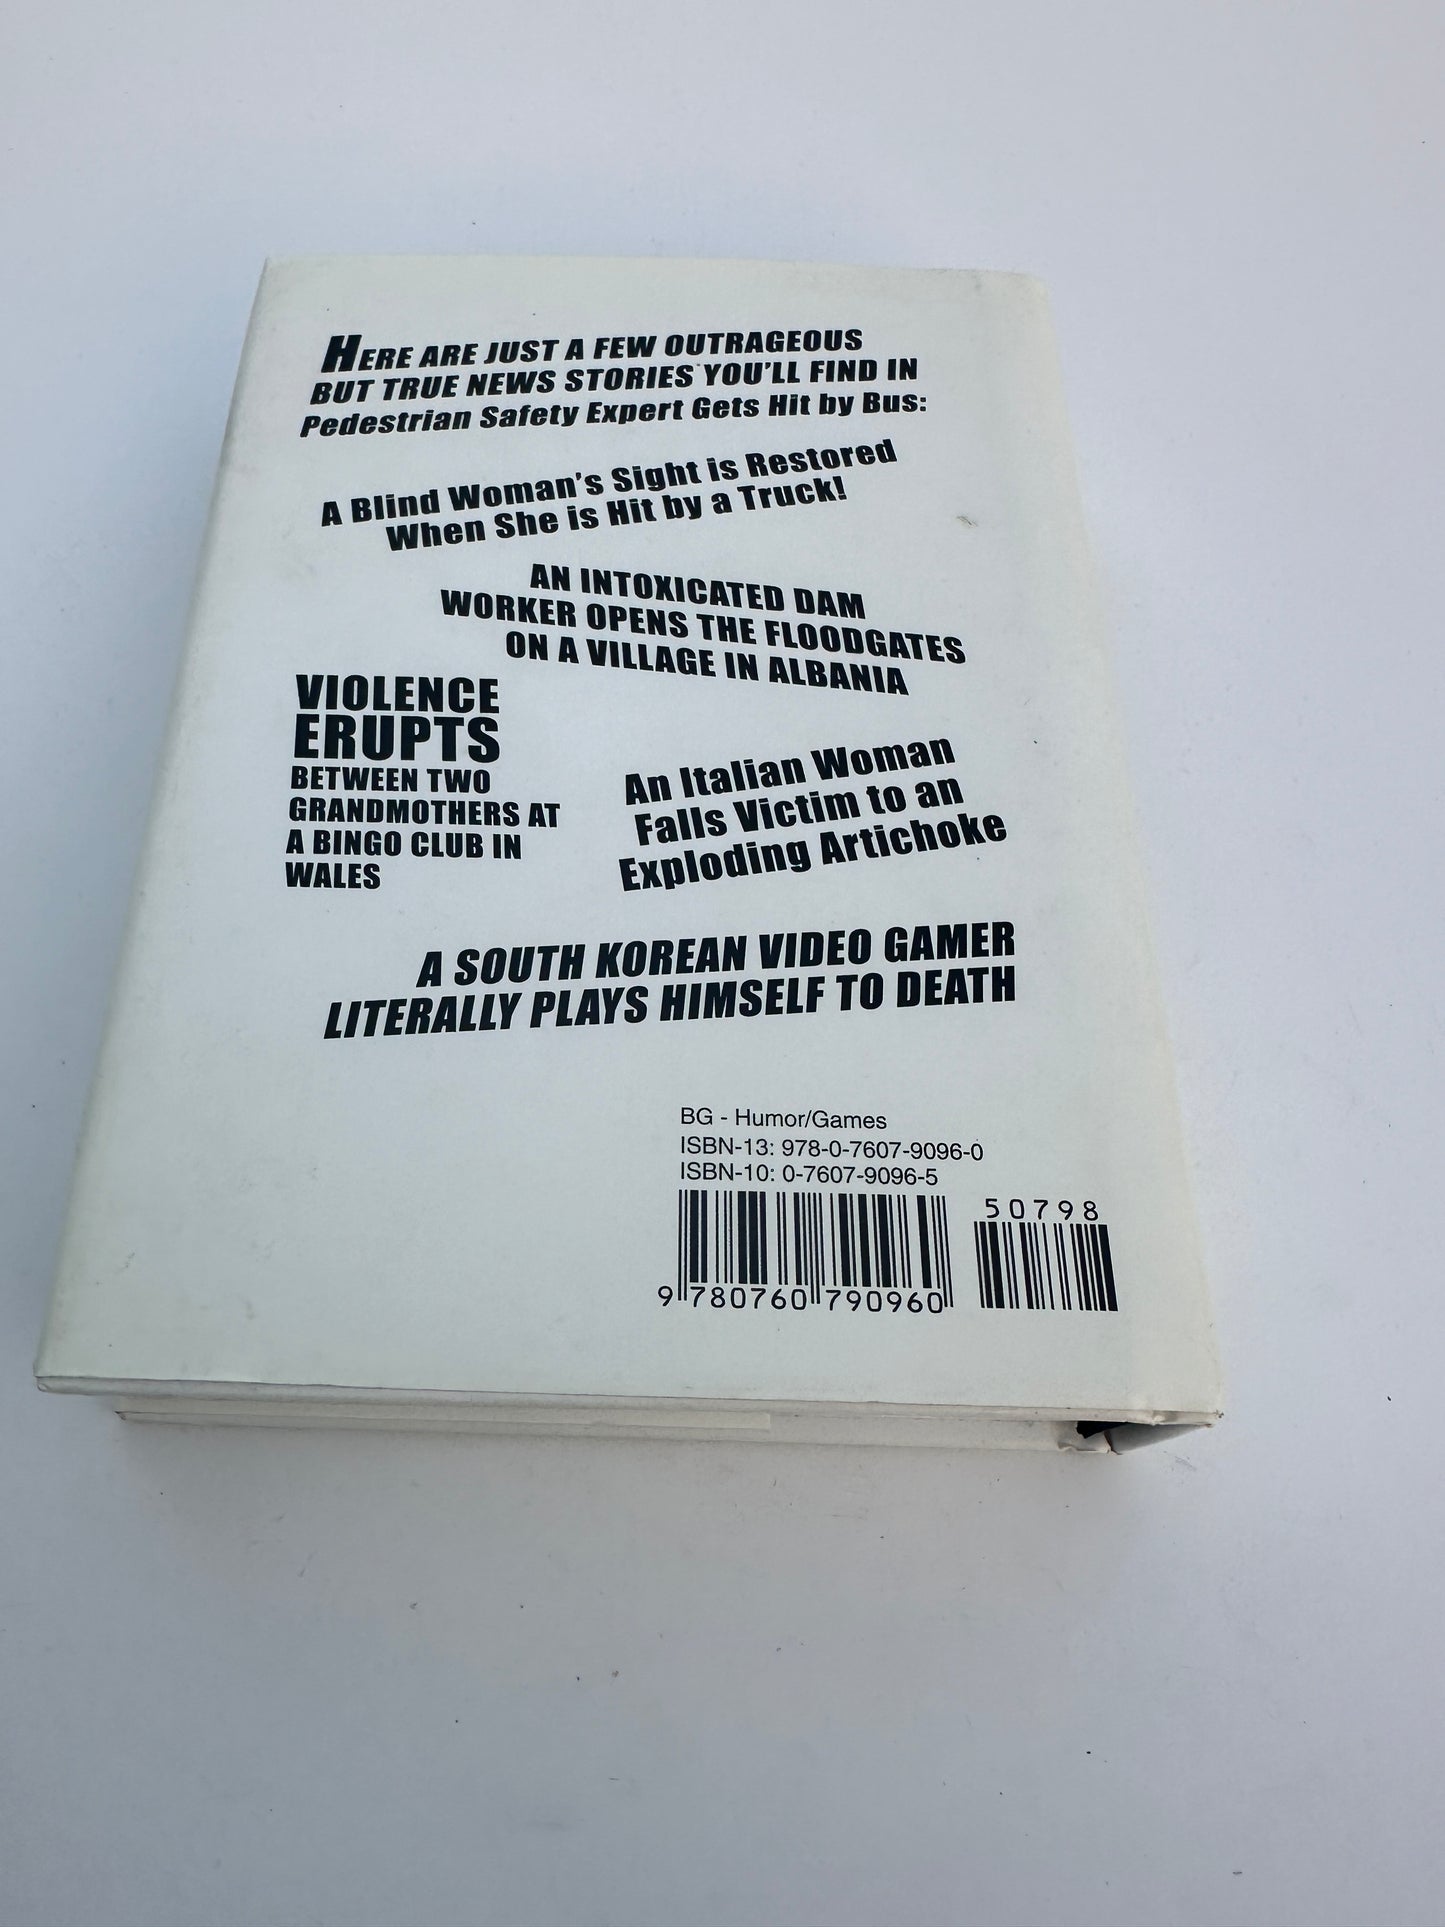 HERE ARE JUST A FEW OUTRAGEOUS
BUT TRUE NEWS STORIES YOU'LL FIND IN
Pedestrian Safety Expert Gets Hit by Bus:
A Blind Woman's Sight is Restored
When She is Hit by a Truck!
AN INTOXICATED DAM
WORKER OPENS THE FLOODGATES
ON A VILLAGE IN ALBANIA
VIOLENCE
ERUPTS
BETWEEN TWO
GRANDMOTHERS AT
A BINGO CLUB IN
WALES
An Italian Woman
Falls Victim to an
Exploding Artichoke
A SOUTH KOREAN VIDEO GAMER
LITERALLY PLAYS HIMSELF TO DEATH
BG - Humor/Games
ISBN-13: 978-0-7607-9096-0
ISBN-10: 0-7607-9096-5
50798
9 780760 790960